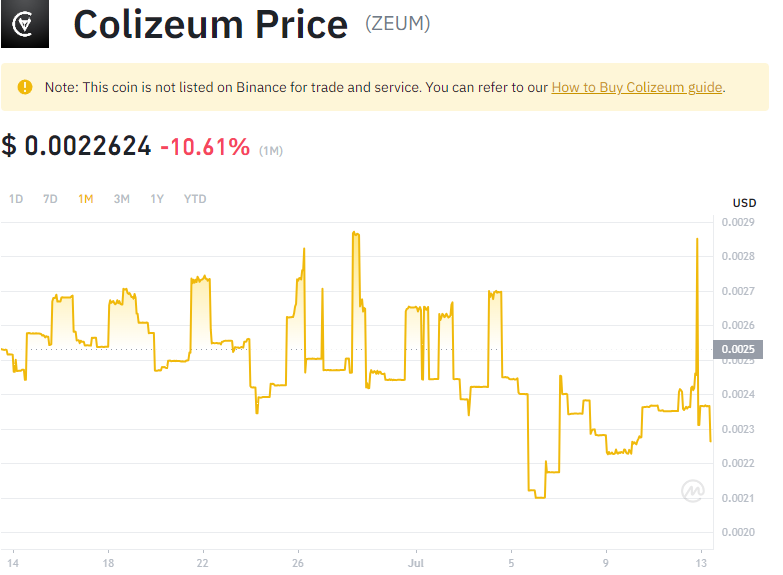 Colizeum Price (ZEUM)
Note: This coin is not listed on Binance for trade and service. You can refer to our How to Buy Colizeum guide.
$ 0.0022624 -10.61% (1M)
1D 7D 1M 3M 1Y YTD
USD
0.0029
0.0028
0.0027
0.0026
0.0025
0.0025
0.0024
0.0023
0.0022
0.0021
0.0020
14 18 22 26 Jul 5 9 13